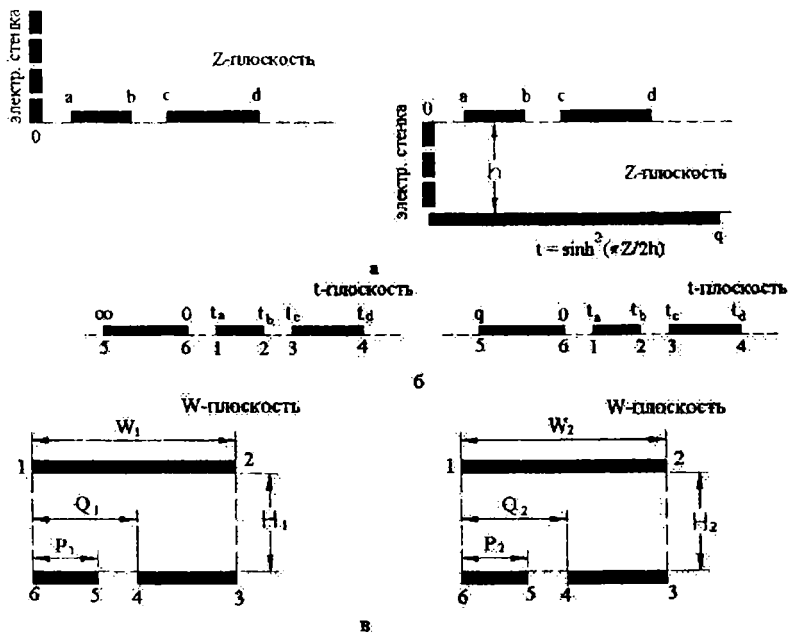 электр. стенка
Z-плоскость
a b c d
0
электр. стенка
0 a b c d
h
Z-плоскость
q
t = sinh² (πZ/2h)
а
t-плоскость
∞ 0 tₐ t_b t_c t_d
5 6 1 2 3 4
t-плоскость
q 0 tₐ t_b t_c t_d
5 6 1 2 3 4
б
W-плоскость
W₁
1 2
Q₁
H₁
P₁
6 5 4 3
W-плоскость
W₂
1 2
Q₂
H₂
P₂
6 5 4 3
в